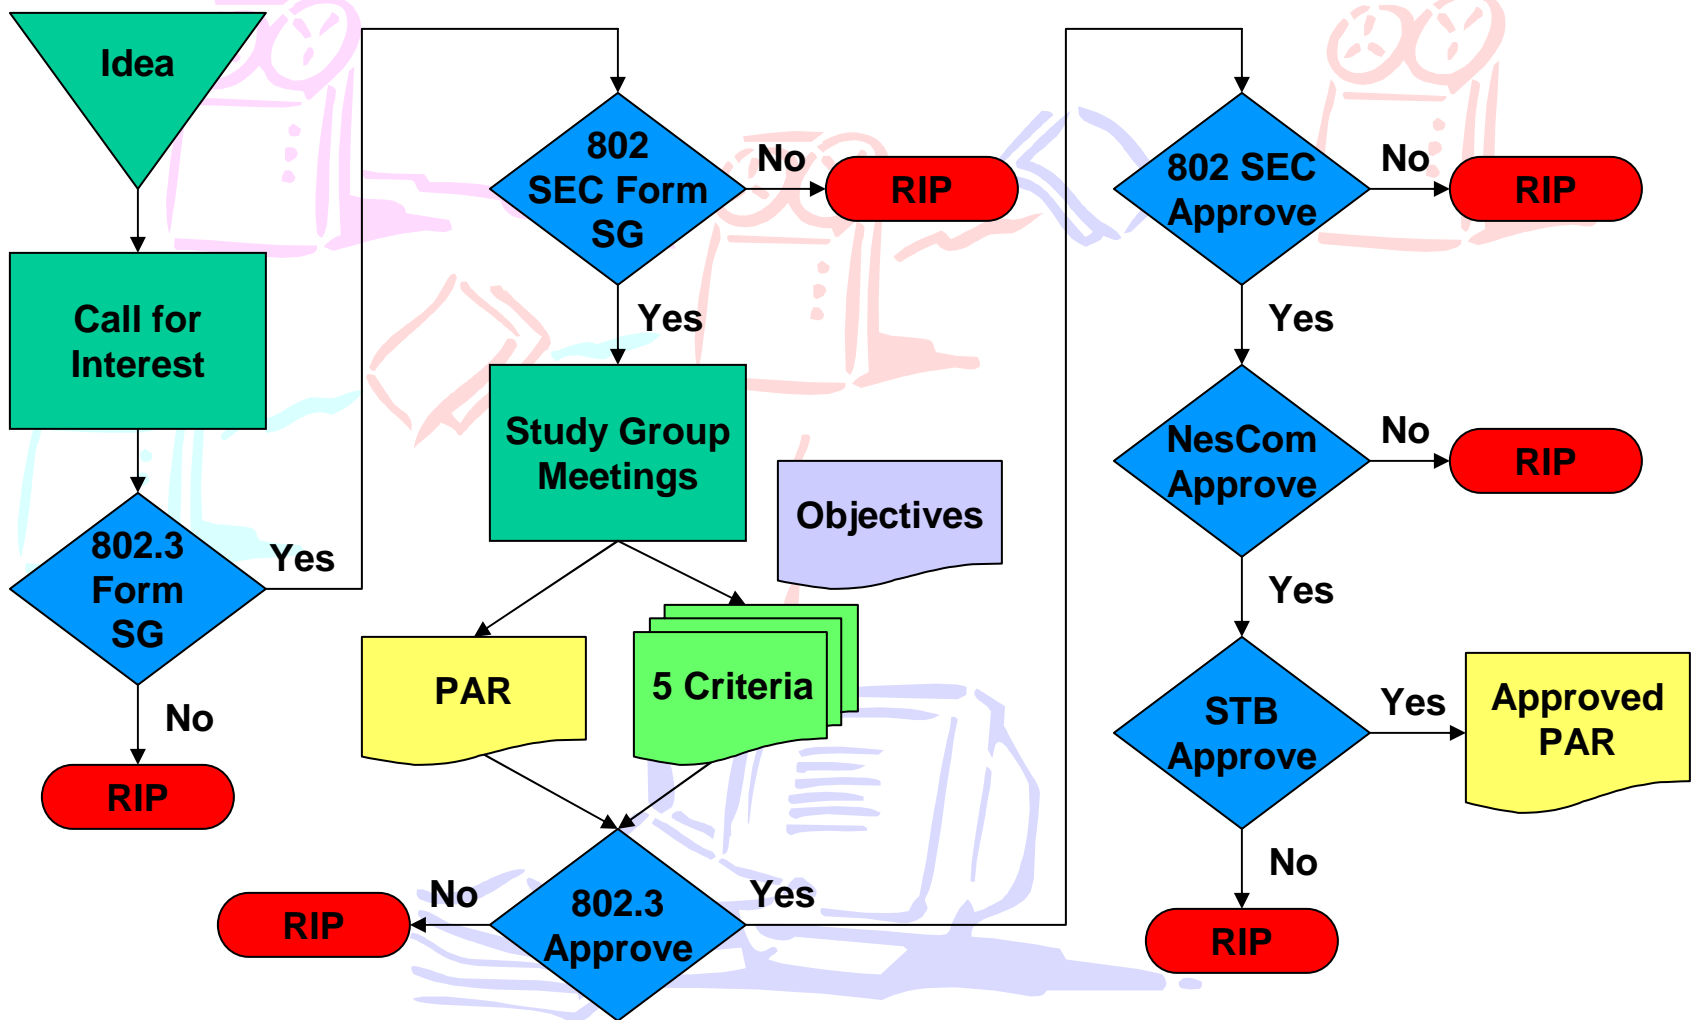 Idea
Call for
Interest
802.3
Form
SG
Yes
No
RIP
802
SEC Form
SG
No
RIP
Yes
Study Group
Meetings
Objectives
PAR
5 Criteria
802.3
Approve
No
RIP
Yes
802 SEC
Approve
No
RIP
Yes
NesCom
Approve
No
RIP
Yes
STB
Approve
Yes
Approved
PAR
No
RIP